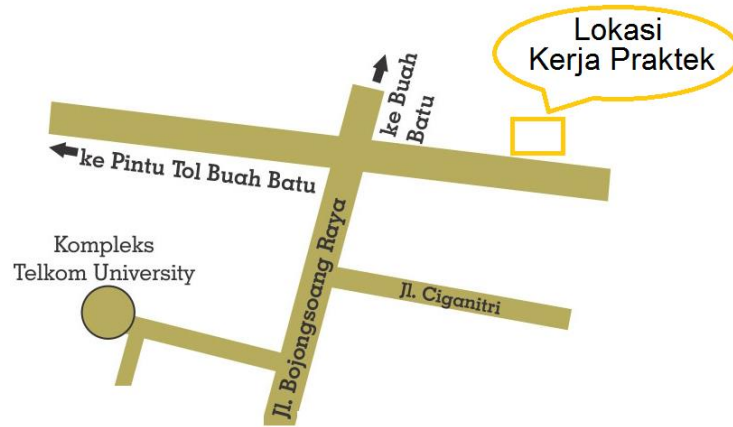 Lokasi
Kerja Praktek
ke Buah
Batu
ke Pintu Tol Buah Batu
Kompleks
Telkom University
Jl. Bojongsoang Raya
Jl. Ciganitri